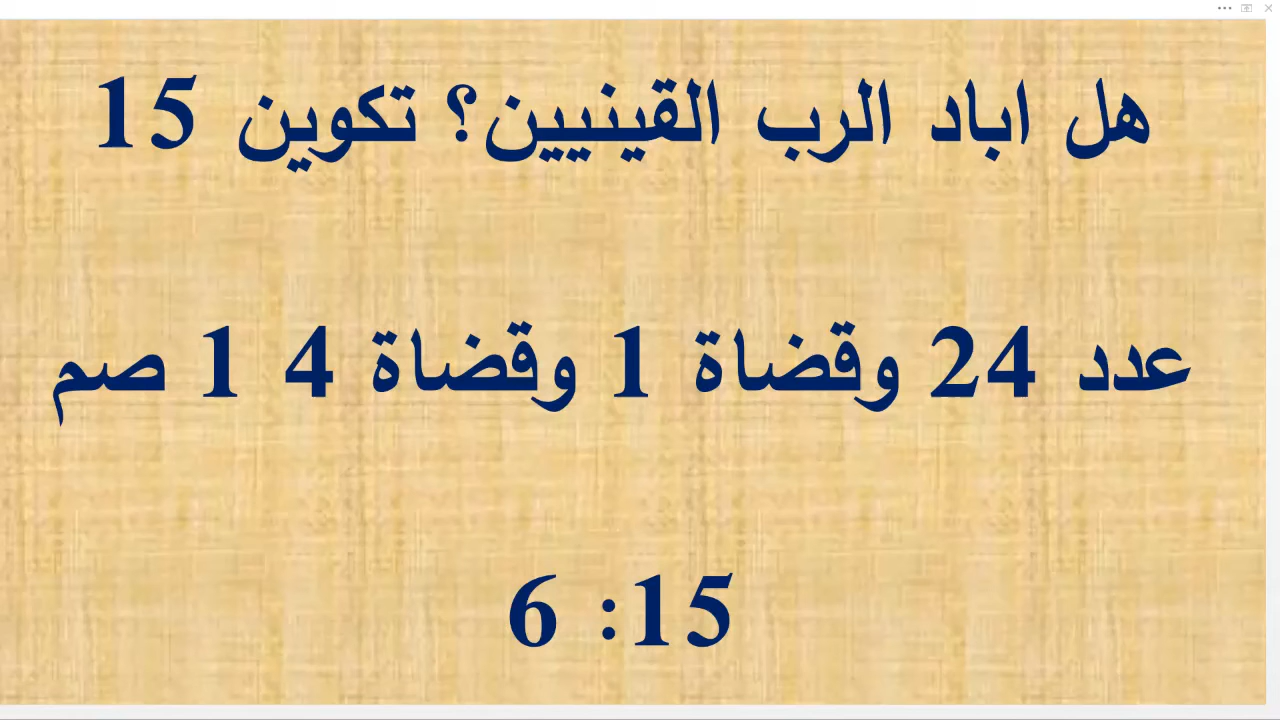 هل اباد الرب القينيين؟ تكوين 15
عدد 24 وقضاة 1 وقضاة 4 1 صم
15: 6